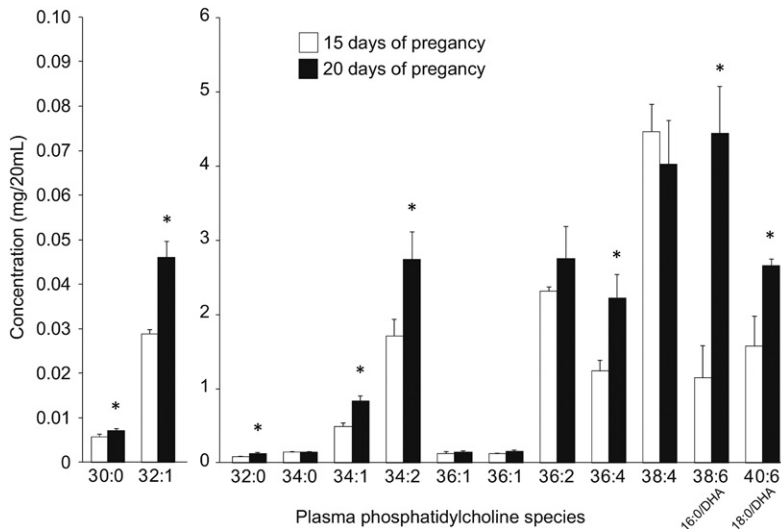 0.10
0.09
0.08
0.07
0.06
0.05
0.04
0.03
0.02
0.01
0
Concentration (mg/20mL)
6
5
4
3
2
1
0
15 days of pregancy
20 days of pregancy
* * * * * * * *
30:0 32:1 32:0 34:0 34:1 34:2 36:1 36:1 36:2 36:4 38:4 38:6 40:6
16:0/DHA 18:0/DHA
Plasma phosphatidylcholine species